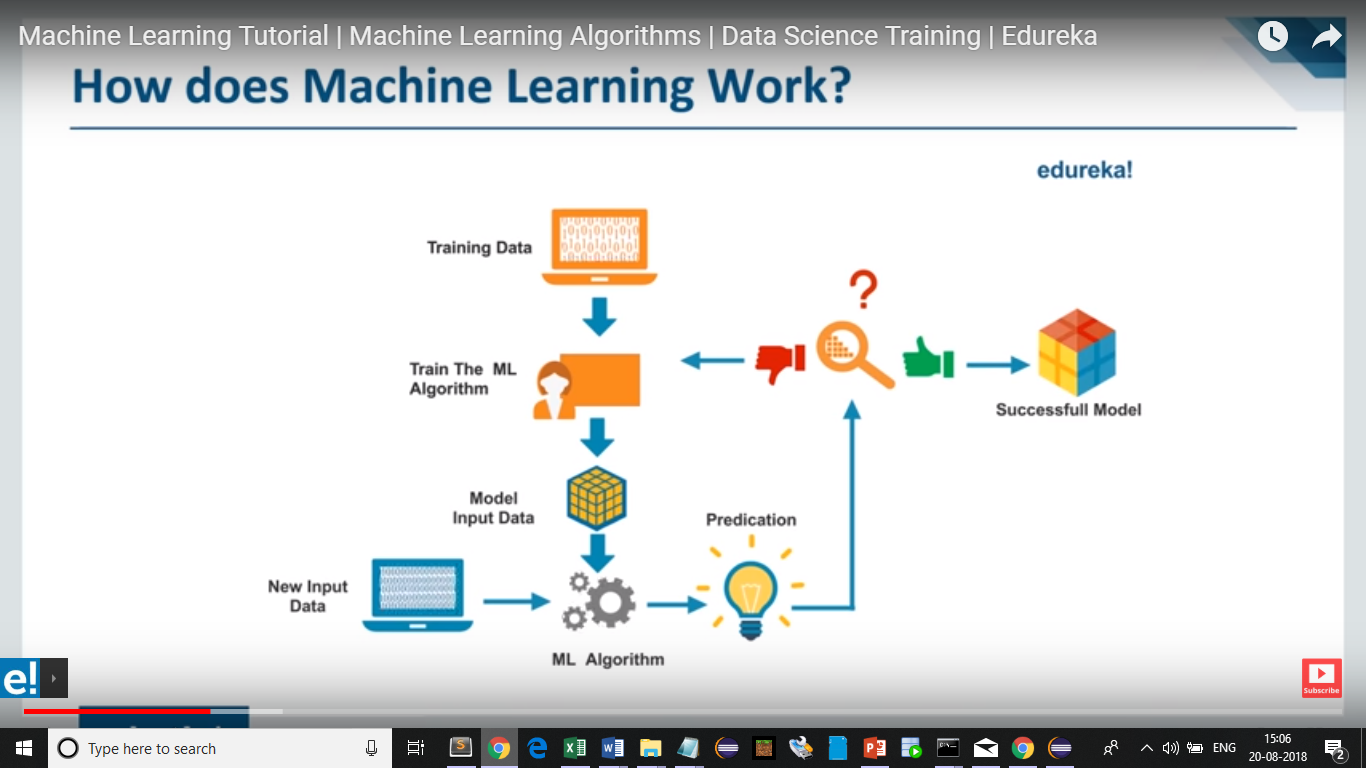 Machine Learning Tutorial | Machine Learning Algorithms | Data Science Training | Edureka
How does Machine Learning Work?
edureka!
Training Data
Train The ML
Algorithm
?
Successfull Model
Model
Input Data
Predication
New Input
Data
ML Algorithm
e!
Subscribe
Type here to search
ENG
15:06
20-08-2018
2